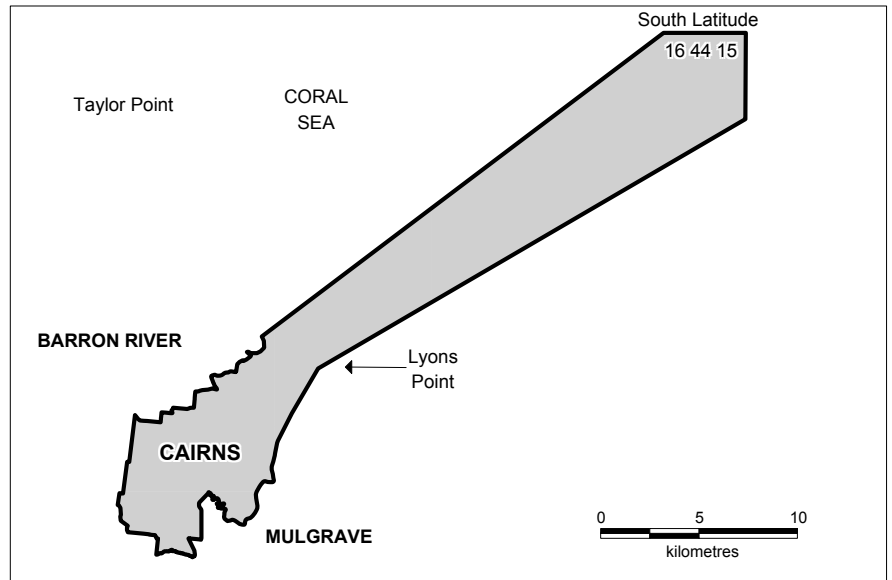 South Latitude
16 44 15
Taylor Point
CORAL
SEA
BARRON RIVER
Lyons
Point
CAIRNS
MULGRAVE
0 5 10
kilometres